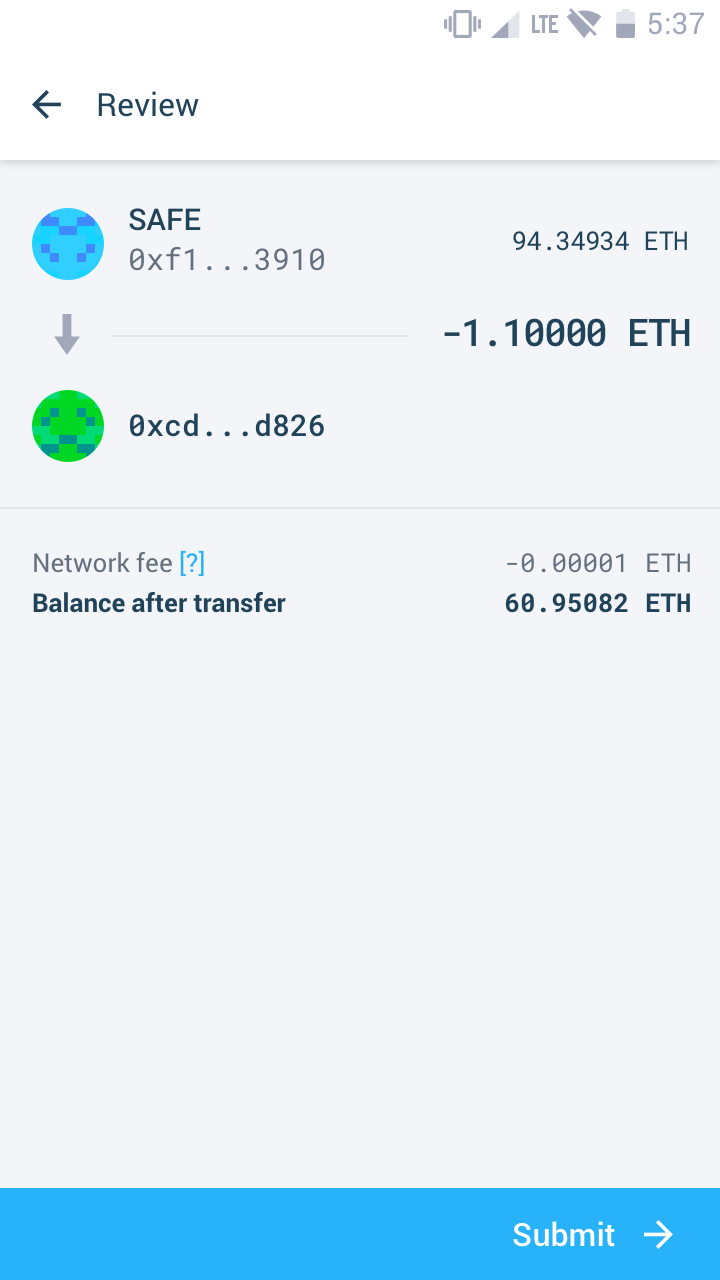 LTE 5:37
Review
SAFE
0xf1...3910
94.34934 ETH
-1.10000 ETH
0xcd...d826
Network fee [?] -0.00001 ETH
Balance after transfer 60.95082 ETH
Submit